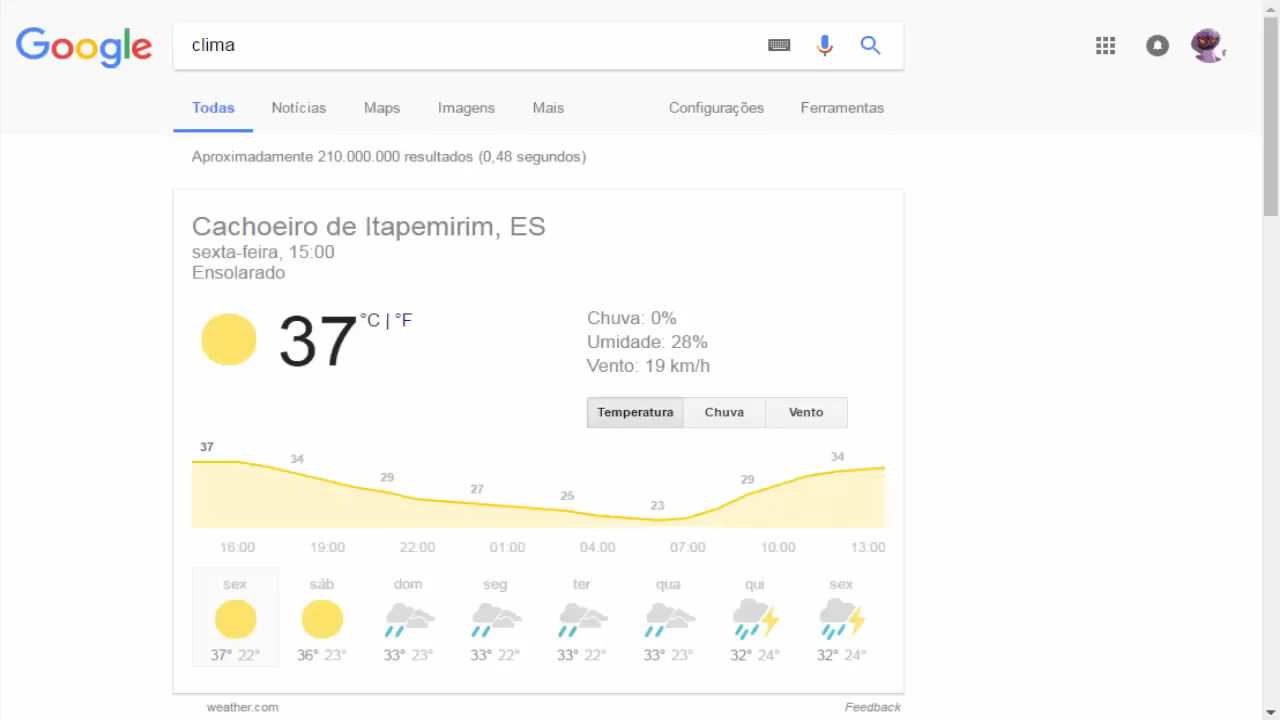 Google
clima
Todas Notícias Maps Imagens Mais Configurações Ferramentas
Aproximadamente 210.000.000 resultados (0,48 segundos)
Cachoeiro de Itapemirim, ES
sexta-feira, 15:00
Ensolarado
37 °C | °F
Chuva: 0%
Umidade: 28%
Vento: 19 km/h
Temperatura Chuva Vento
37 34 29 27 25 23 29 34
16:00 19:00 22:00 01:00 04:00 07:00 10:00 13:00
sex sáb dom seg ter qua qui sex
37° 22° 36° 23° 33° 23° 33° 22° 33° 22° 33° 23° 32° 24° 32° 24°
weather.com Feedback